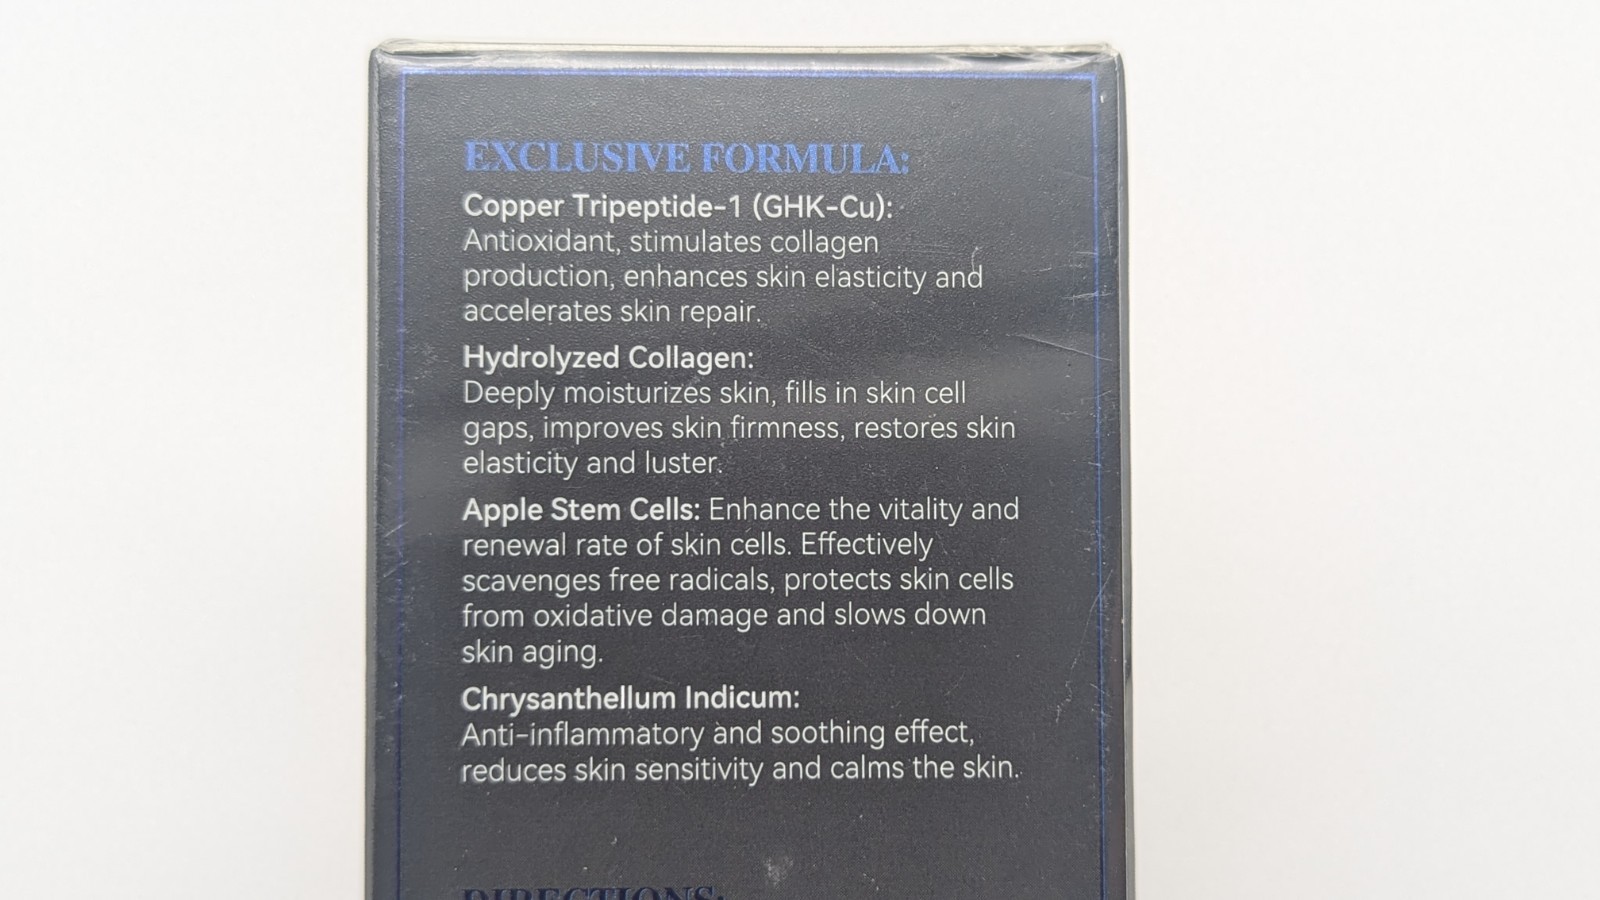 EXCLUSIVE FORMULA:
Copper Tripeptide-1 (GHK-Cu):
Antioxidant, stimulates collagen
production, enhances skin elasticity and
accelerates skin repair.
Hydrolyzed Collagen:
Deeply moisturizes skin, fills in skin cell
gaps, improves skin firmness, restores skin
elasticity and luster.
Apple Stem Cells: Enhance the vitality and
renewal rate of skin cells. Effectively
scavenges free radicals, protects skin cells
from oxidative damage and slows down
skin aging.
Chrysanthellum Indicum:
Anti-inflammatory and soothing effect,
reduces skin sensitivity and calms the skin.
DIRECTIONS: